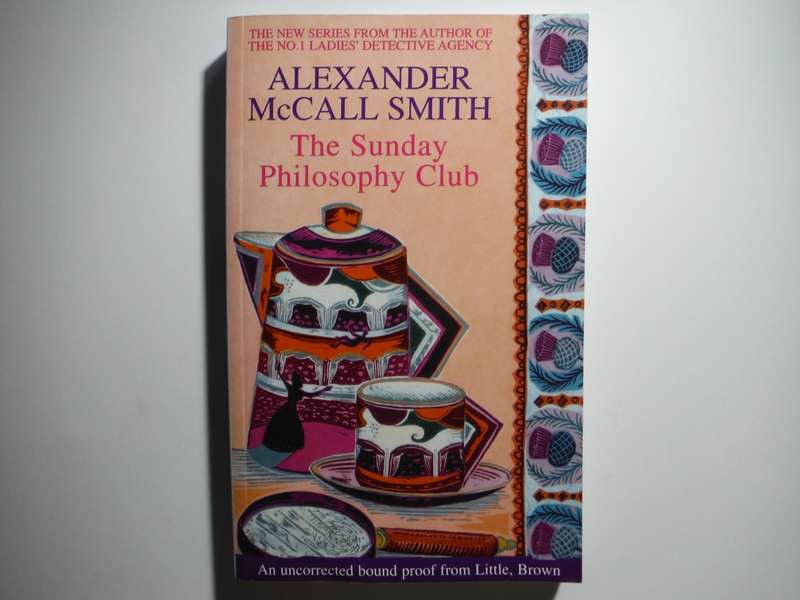 THE NEW SERIES FROM THE AUTHOR OF
THE NO.1 LADIES' DETECTIVE AGENCY
ALEXANDER
McCALL SMITH
The Sunday
Philosophy Club
An uncorrected bound proof from Little, Brown